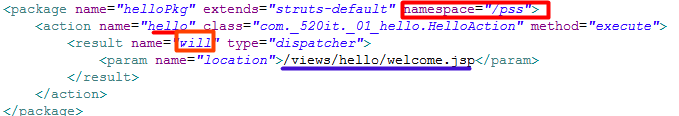 <package name="helloPkg" extends="struts-default" namespace="/pss">
<action name="hello" class="com._520it._01_hello.HelloAction" method="execute">
<result name="will" type="dispatcher">
<param name="location">/views/hello/welcome.jsp</param>
</result>
</action>
</package>